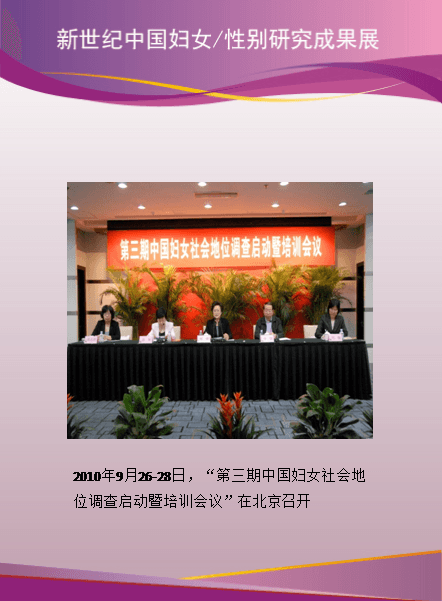 新世纪中国妇女/性别研究成果展
第三期中国妇女社会地位调查启动暨培训会议
2010年9月26-28日，“第三期中国妇女社会地
位调查启动暨培训会议”在北京召开